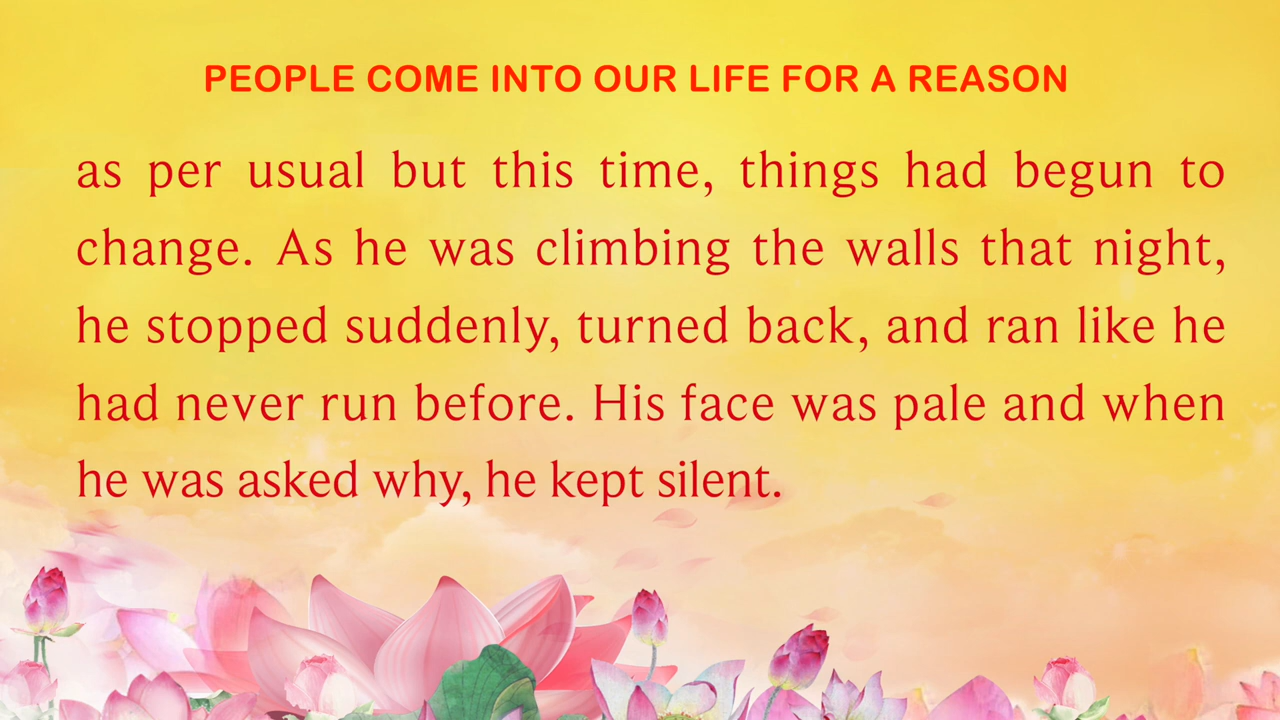 PEOPLE COME INTO OUR LIFE FOR A REASON
as per usual but this time, things had begun to
change. As he was climbing the walls that night,
he stopped suddenly, turned back, and ran like he
had never run before. His face was pale and when
he was asked why, he kept silent.